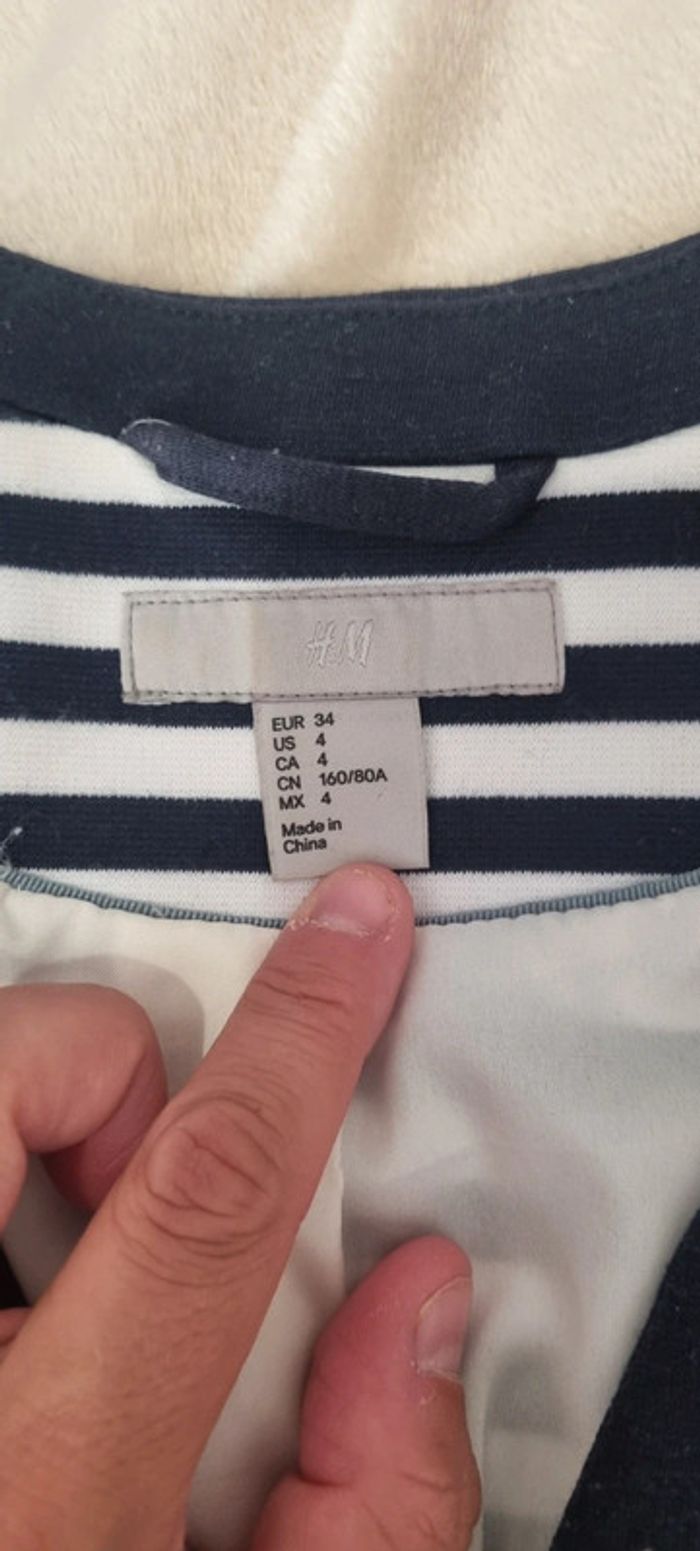 H&M
EUR 34
US 4
CA 4
CN 160/80A
MX 4
Made in
China